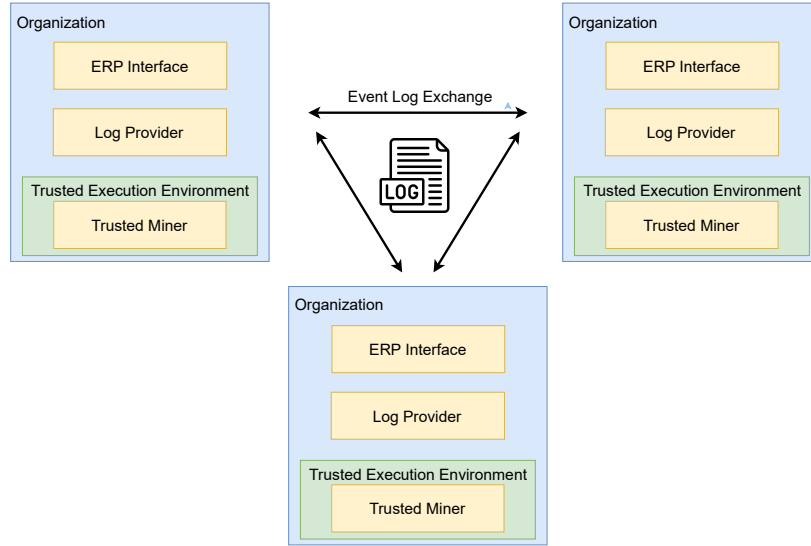 Organization
ERP Interface
Log Provider
Trusted Execution Environment
Trusted Miner
Event Log Exchange
LOG
Organization
ERP Interface
Log Provider
Trusted Execution Environment
Trusted Miner
Organization
ERP Interface
Log Provider
Trusted Execution Environment
Trusted Miner